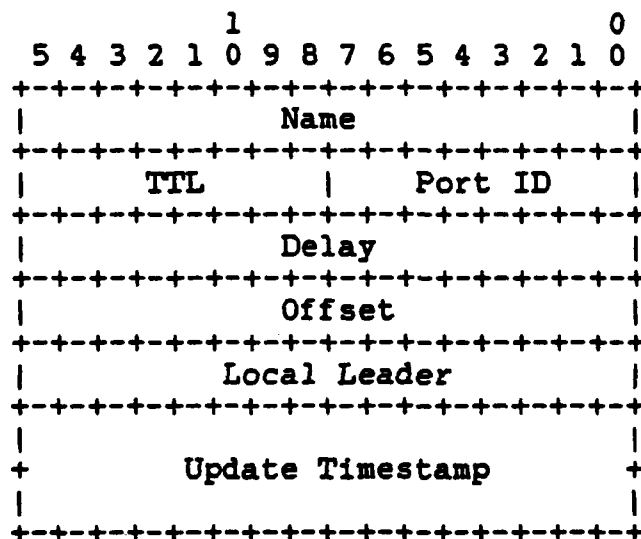 1 0
5 4 3 2 1 0 9 8 7 6 5 4 3 2 1 0
+-+-+-+-+-+-+-+-+-+-+-+-+-+-+-+-+
| Name |
+-+-+-+-+-+-+-+-+-+-+-+-+-+-+-+-+
| TTL | Port ID |
+-+-+-+-+-+-+-+-+-+-+-+-+-+-+-+-+
| Delay |
+-+-+-+-+-+-+-+-+-+-+-+-+-+-+-+-+
| Offset |
+-+-+-+-+-+-+-+-+-+-+-+-+-+-+-+-+
| Local Leader |
+-+-+-+-+-+-+-+-+-+-+-+-+-+-+-+-+
| |
+ Update Timestamp +
| |
+-+-+-+-+-+-+-+-+-+-+-+-+-+-+-+-+